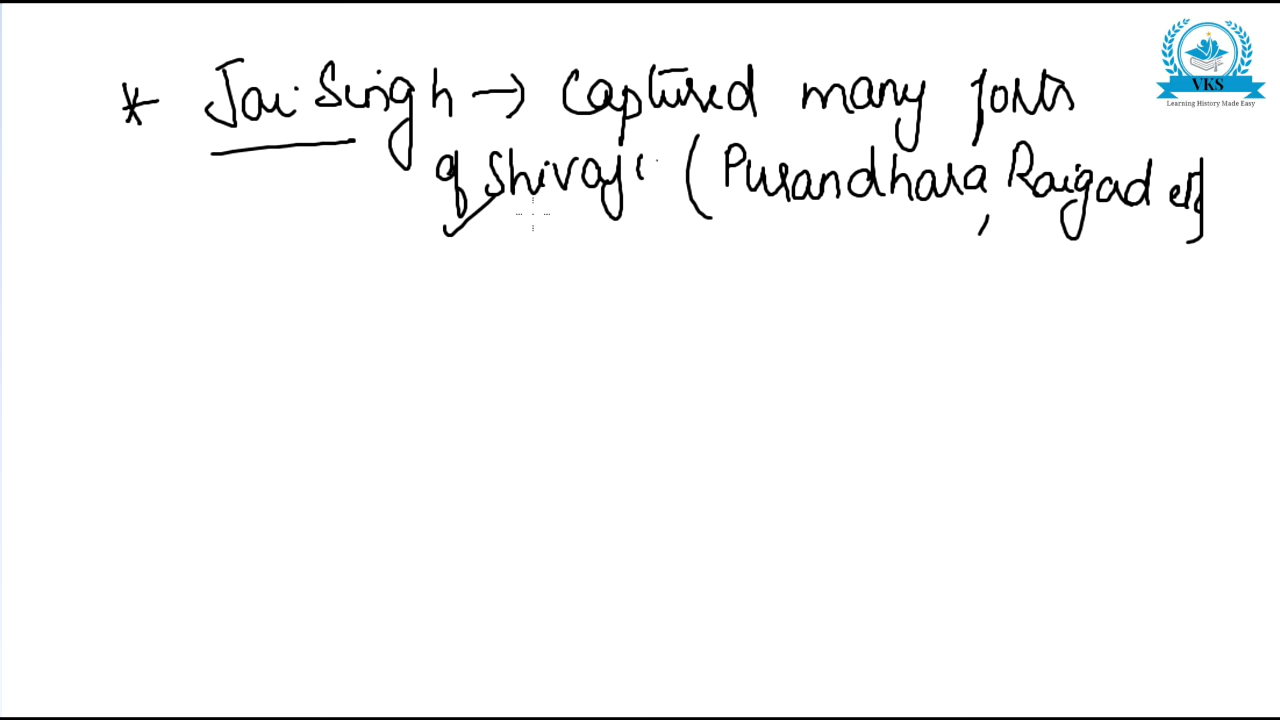 * Jai Singh → Captured many forts
of Shivaji (Purandhara, Raigad etc)
VKS
Learning History Made Easy